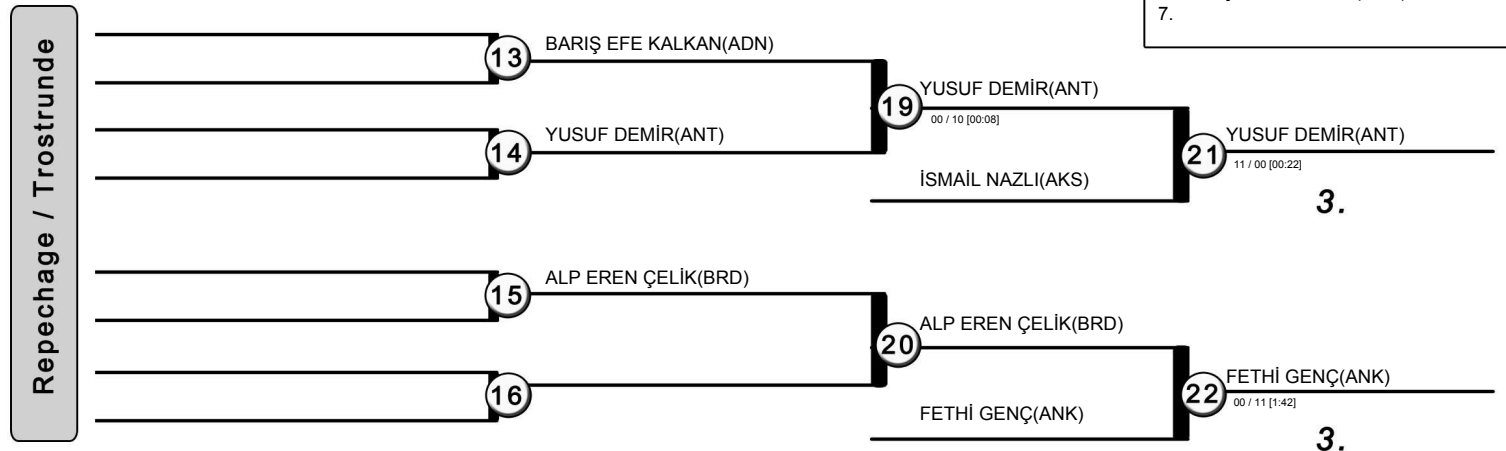 7.
Repechage / Trostrunde
13
BARIŞ EFE KALKAN(ADN)
14
YUSUF DEMİR(ANT)
19
YUSUF DEMİR(ANT)
00 / 10 [00:08]
İSMAİL NAZLI(AKS)
21
YUSUF DEMİR(ANT)
11 / 00 [00:22]
3.
15
ALP EREN ÇELİK(BRD)
16
20
ALP EREN ÇELİK(BRD)
FETHİ GENÇ(ANK)
22
FETHİ GENÇ(ANK)
00 / 11 [1:42]
3.